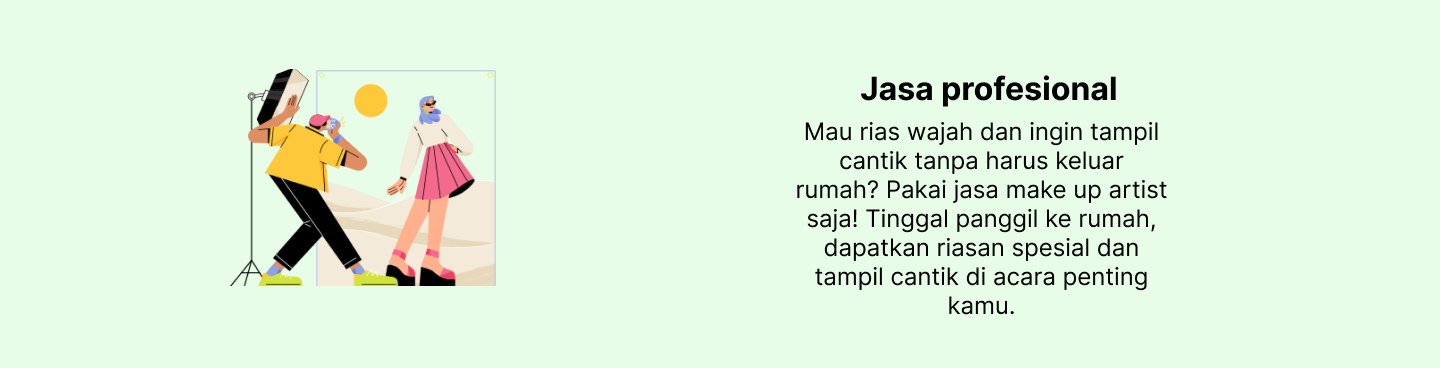 Jasa profesional
Mau rias wajah dan ingin tampil
cantik tanpa harus keluar
rumah? Pakai jasa make up artist
saja! Tinggal panggil ke rumah,
dapatkan riasan spesial dan
tampil cantik di acara penting
kamu.